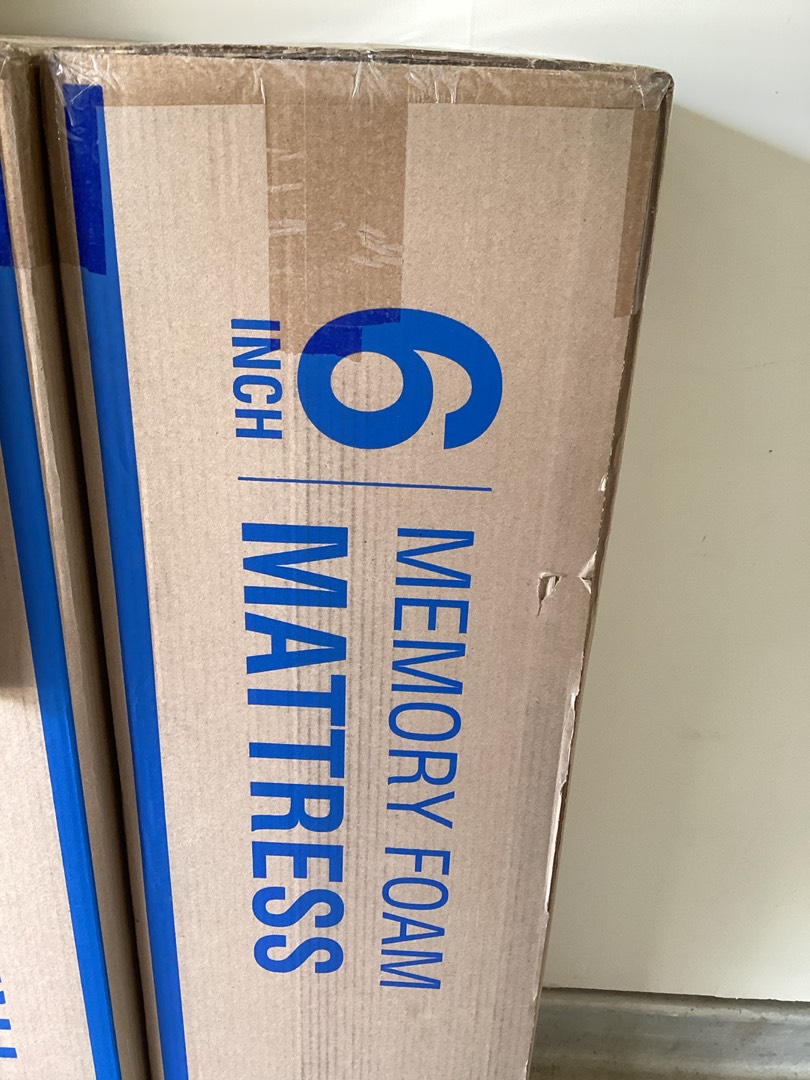 6
INCH
MEMORY FOAM
MATTRESS